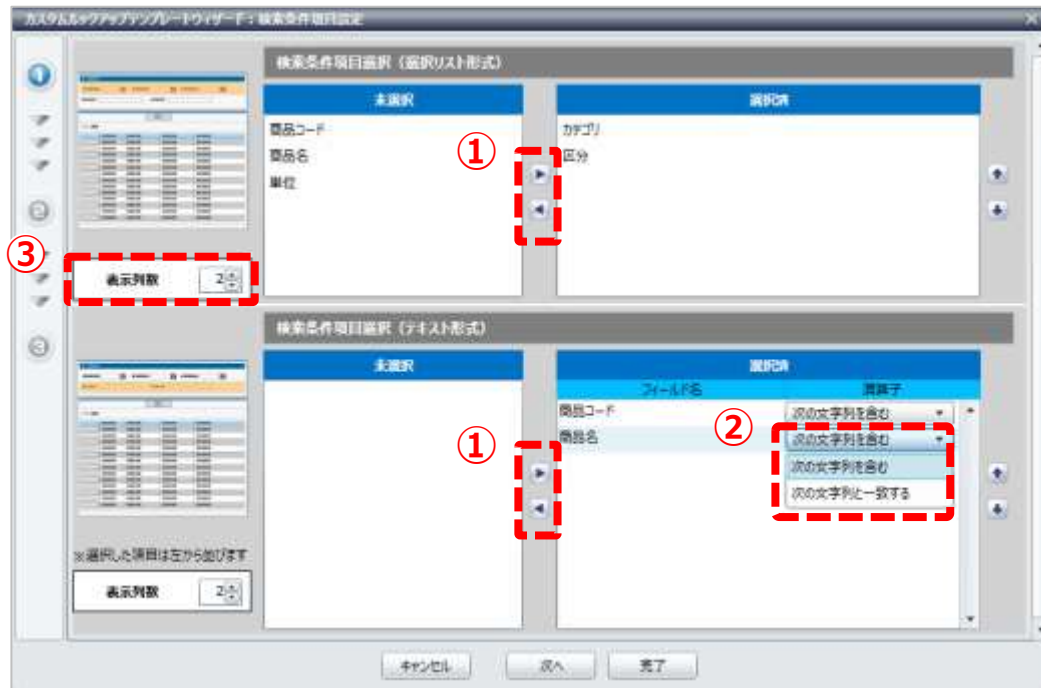 カスタムルックアップテンプレートウィザード：検索条件項目設定
①
②
③
検索条件項目選択（選択リスト形式）
未選択
選択済
商品コード
商品名
単位
カテゴリ
区分
①
③
表示列数
2
検索条件項目選択（テキスト形式）
未選択
選択済
フィールド名
演算子
商品コード
次の文字列を含む
商品名
次の文字列を含む
次の文字列を含む
次の文字列と一致する
①
②
※選択した項目は左から並びます
表示列数
2
キャンセル
次へ
完了